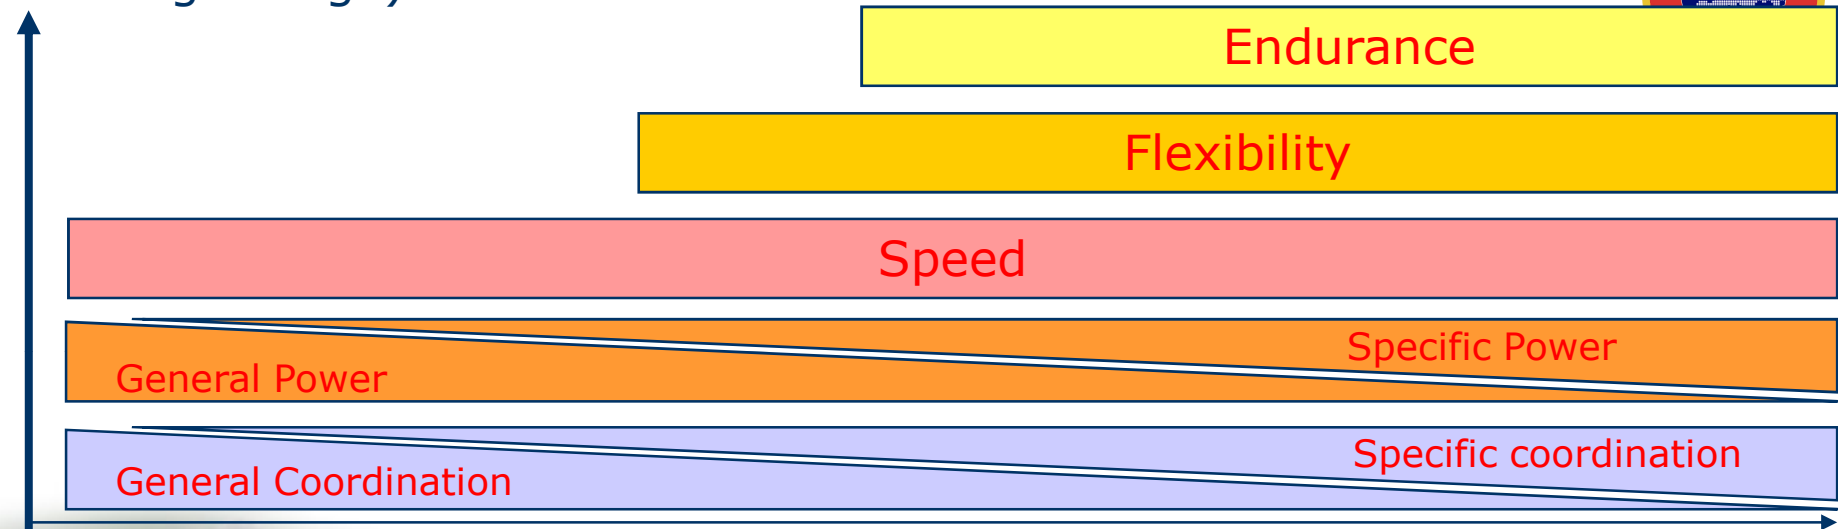 Endurance
Flexibility
Speed
Specific Power
General Power
Specific coordination
General Coordination